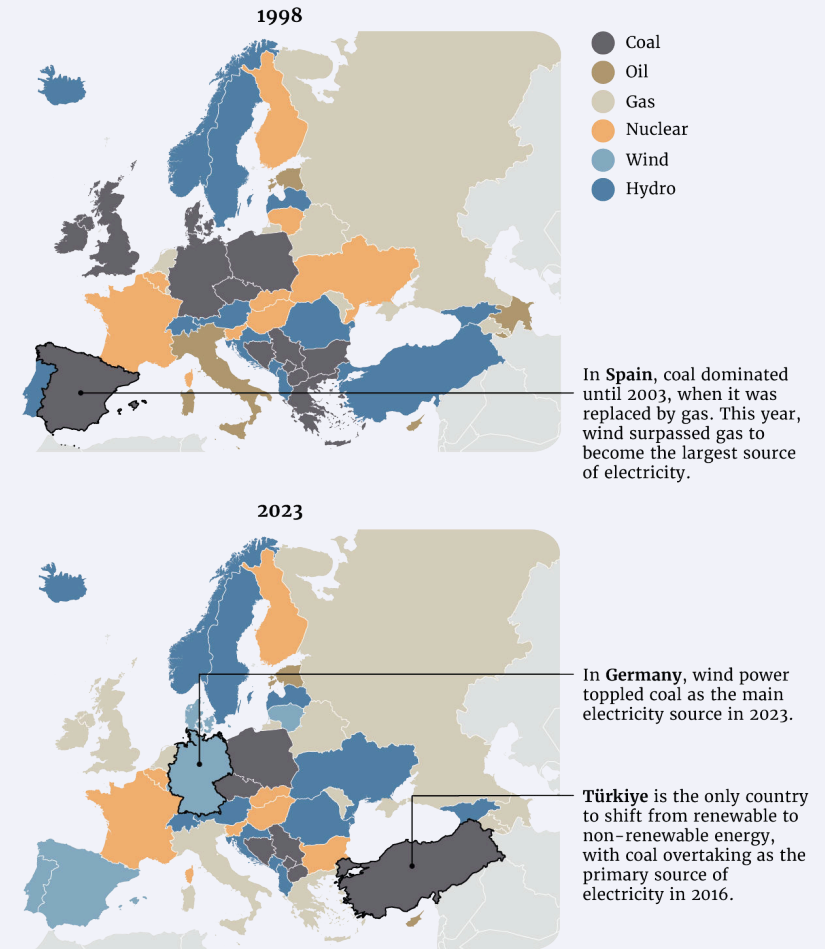 1998
Coal
Oil
Gas
Nuclear
Wind
Hydro
In Spain, coal dominated
until 2003, when it was
replaced by gas. This year,
wind surpassed gas to
become the largest source
of electricity.
2023
In Germany, wind power
toppled coal as the main
electricity source in 2023.
Türkiye is the only country
to shift from renewable to
non-renewable energy,
with coal overtaking as the
primary source of
electricity in 2016.